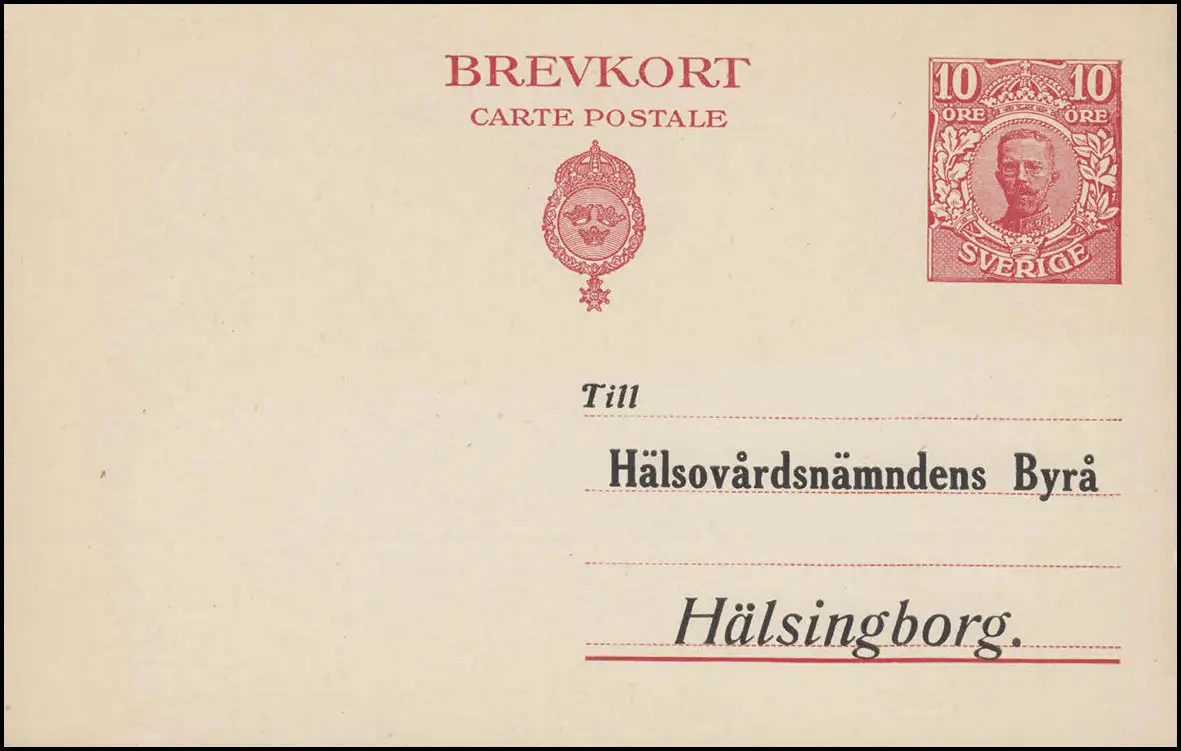 BREVKORT
CARTE POSTALE
10 10
ÖRE ÖRE
SVERIGE
Till
Hälsovårdsnämndens Byrå
Hälsingborg.